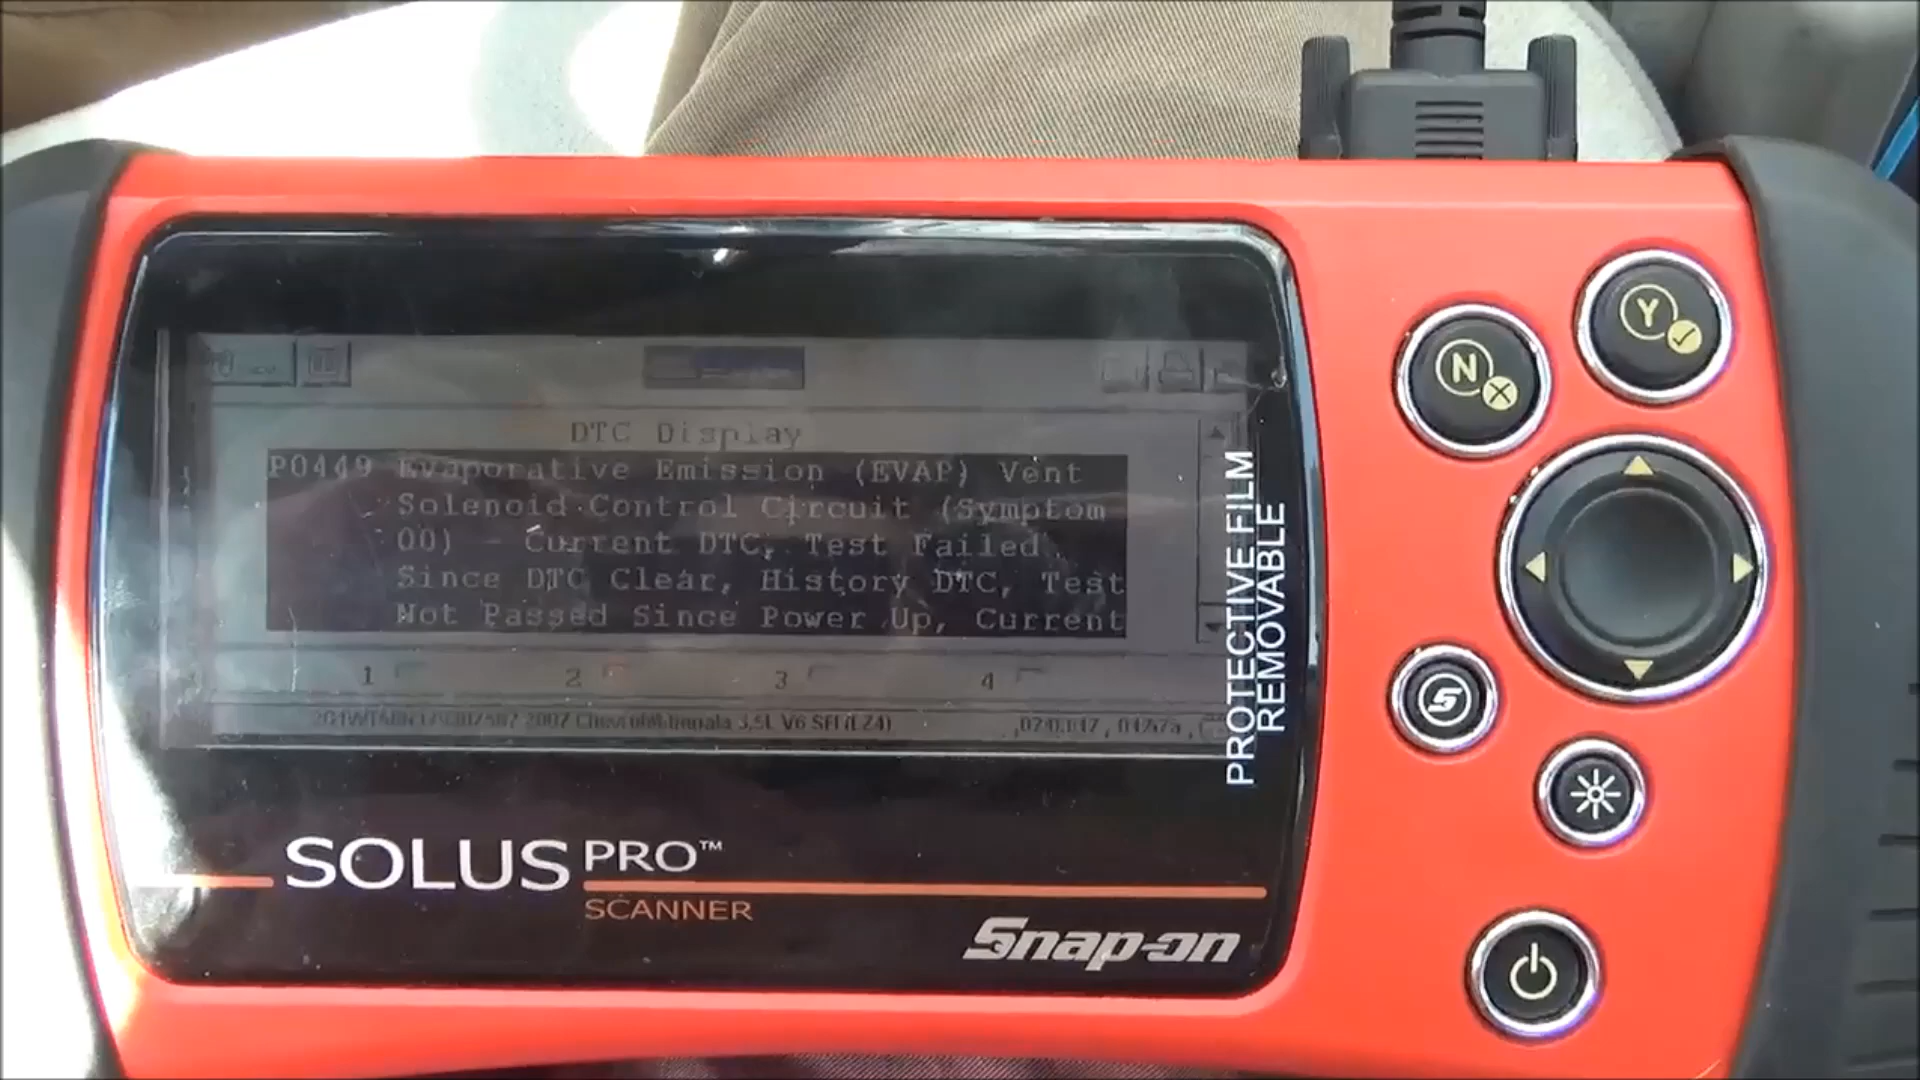 DTC Display
P0449 Evaporative Emission (EVAP) Vent
Solenoid Control Circuit (Symptom
00) - Current DTC, Test Failed
Since DTC Clear, History DTC, Test
Not Passed Since Power Up, Current
1 2 3 4
2007 Chevrolet Impala 3.5L V6 SFI (LZ4)
PROTECTIVE FILM
REMOVABLE
N
Y
S
SOLUS PRO™
SCANNER
Snap-on